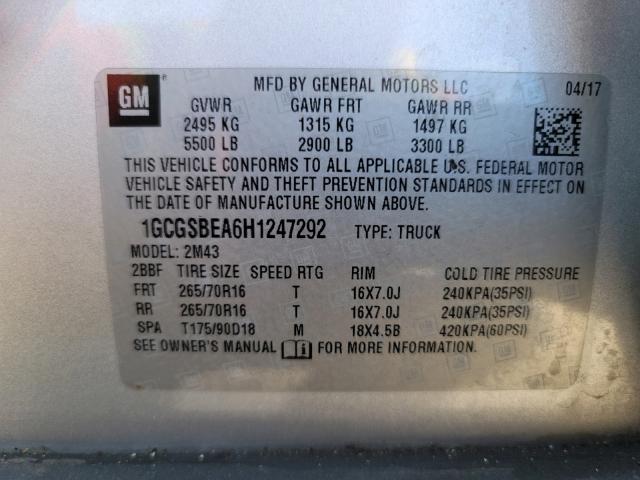 GM
®
MFD BY GENERAL MOTORS LLC 04/17
GVWR GAWR FRT GAWR RR
2495 KG 1315 KG 1497 KG
5500 LB 2900 LB 3300 LB
THIS VEHICLE CONFORMS TO ALL APPLICABLE U.S. FEDERAL MOTOR
VEHICLE SAFETY AND THEFT PREVENTION STANDARDS IN EFFECT ON
THE DATE OF MANUFACTURE SHOWN ABOVE.
1GCGSBEA6H1247292 TYPE: TRUCK
MODEL: 2M43
2BBF TIRE SIZE SPEED RTG RIM COLD TIRE PRESSURE
FRT 265/70R16 T 16X7.0J 240KPA(35PSI)
RR 265/70R16 T 16X7.0J 240KPA(35PSI)
SPA T175/90D18 M 18X4.5B 420KPA(60PSI)
SEE OWNER'S MANUAL FOR MORE INFORMATION.